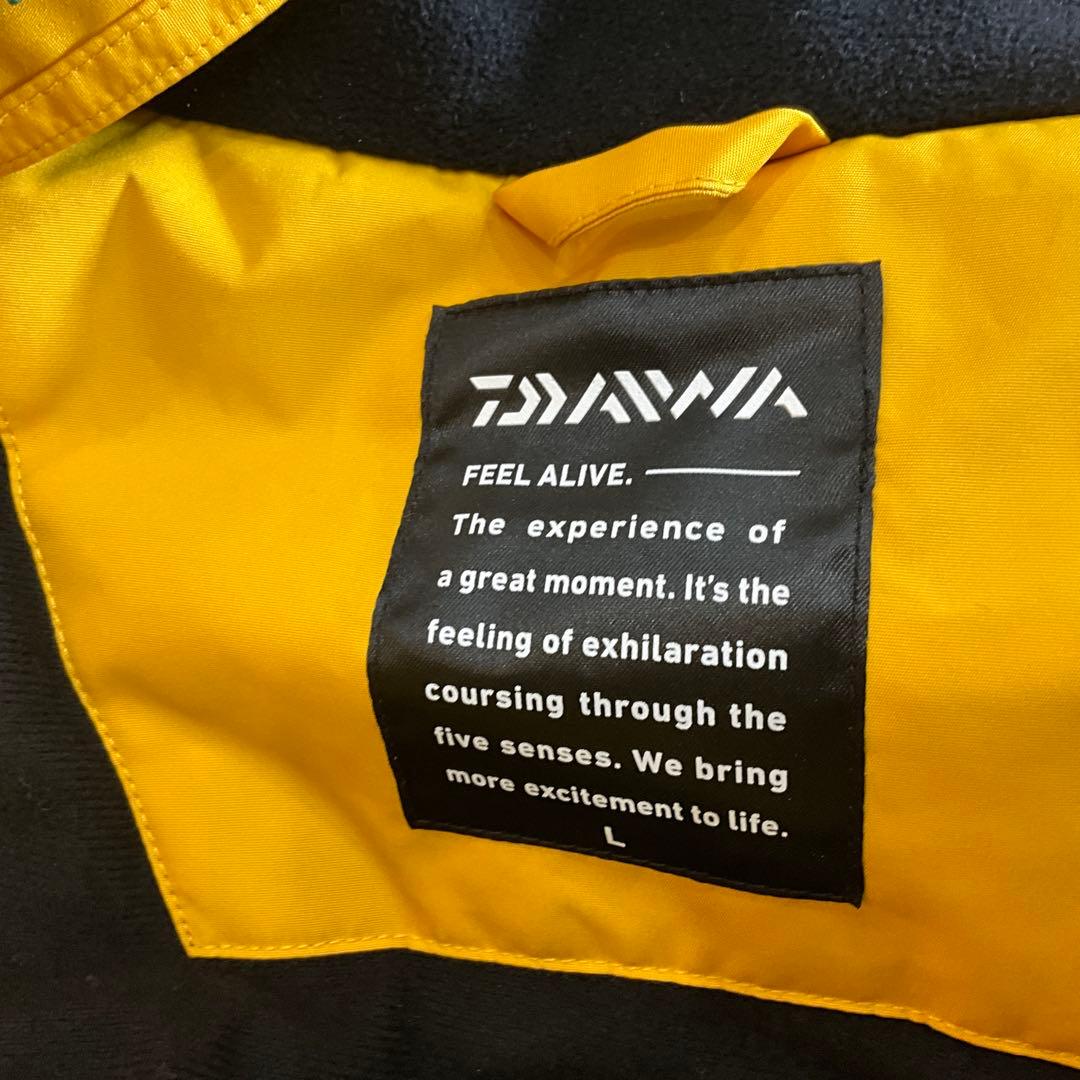 DAIWA
FEEL ALIVE.
The experience of
a great moment. It's the
feeling of exhilaration
coursing through the
five senses. We bring
more excitement to life.
L